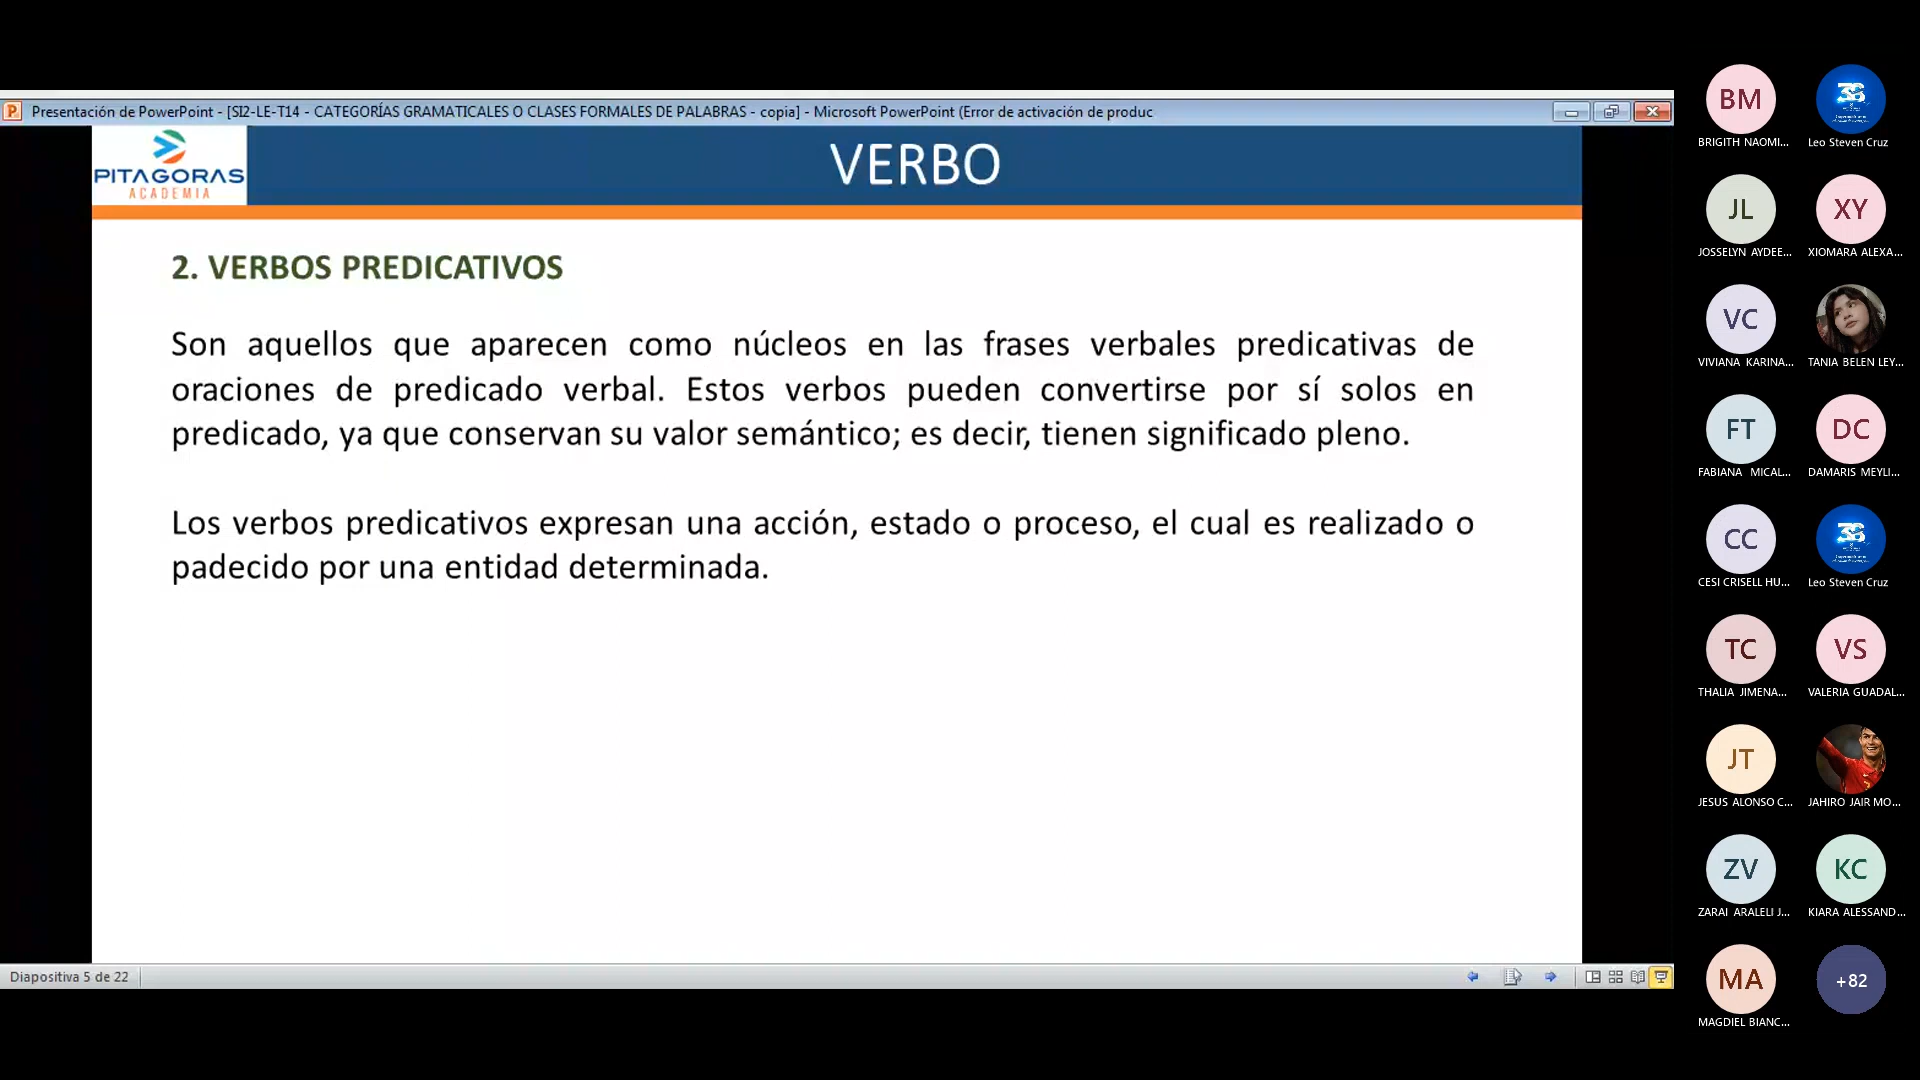 Presentación de PowerPoint - [SI2-LE-T14 - CATEGORÍAS GRAMATICALES O CLASES FORMALES DE PALABRAS - copia] - Microsoft PowerPoint (Error de activación de produc
PITAGORAS
ACADEMIA
VERBO
2. VERBOS PREDICATIVOS
Son aquellos que aparecen como núcleos en las frases verbales predicativas de
oraciones de predicado verbal. Estos verbos pueden convertirse por sí solos en
predicado, ya que conservan su valor semántico; es decir, tienen significado pleno.
Los verbos predicativos expresan una acción, estado o proceso, el cual es realizado o
padecido por una entidad determinada.
Diapositiva 5 de 22
BM
BRIGITH NAOMI...
Leo Steven Cruz
JL
JOSSELYN AYDEE...
XY
XIOMARA ALEXA...
VC
VIVIANA KARINA...
TANIA BELEN LEY...
FT
FABIANA MICAL...
DC
DAMARIS MEYLI...
CC
CESI CRISELL HU...
Leo Steven Cruz
TC
THALIA JIMENA...
VS
VALERIA GUADAL...
JT
JESUS ALONSO C...
JAHIRO JAIR MO...
ZV
ZARAI ARALELI J...
KC
KIARA ALESSAND...
MA
MAGDIEL BIANC...
+82